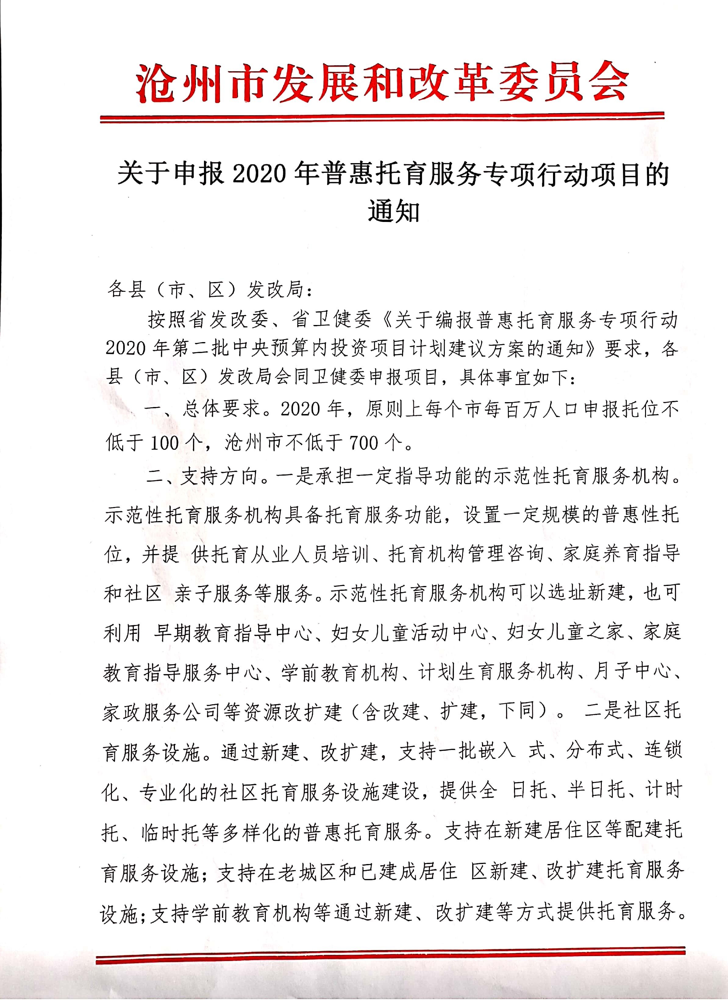 沧州市发展和改革委员会
关于申报 2020 年普惠托育服务专项行动项目的
通知
各县（市、区）发改局：
按照省发改委、省卫健委《关于编报普惠托育服务专项行动
2020 年第二批中央预算内投资项目计划建议方案的通知》要求，各
县（市、区）发改局会同卫健委申报项目，具体事宜如下：
一、总体要求。2020 年，原则上每个市每百万人口申报托位不
低于 100 个，沧州市不低于 700 个。
二、支持方向。一是承担一定指导功能的示范性托育服务机构。
示范性托育服务机构具备托育服务功能，设置一定规模的普惠性托
位，并提 供托育从业人员培训、托育机构管理咨询、家庭养育指导
和社区 亲子服务等服务。示范性托育服务机构可以选址新建，也可
利用 早期教育指导中心、妇女儿童活动中心、妇女儿童之家、家庭
教育指导服务中心、学前教育机构、计划生育服务机构、月子中心、
家政服务公司等资源改扩建（含改建、扩建，下同）。 二是社区托
育服务设施。通过新建、改扩建，支持一批嵌入 式、分布式、连锁
化、专业化的社区托育服务设施建设，提供全 日托、半日托、计时
托、临时托等多样化的普惠托育服务。支持在新建居住区等配建托
育服务设施；支持在老城区和已建成居住 区新建、改扩建托育服务
设施；支持学前教育机构等通过新建、改扩建等方式提供托育服务。